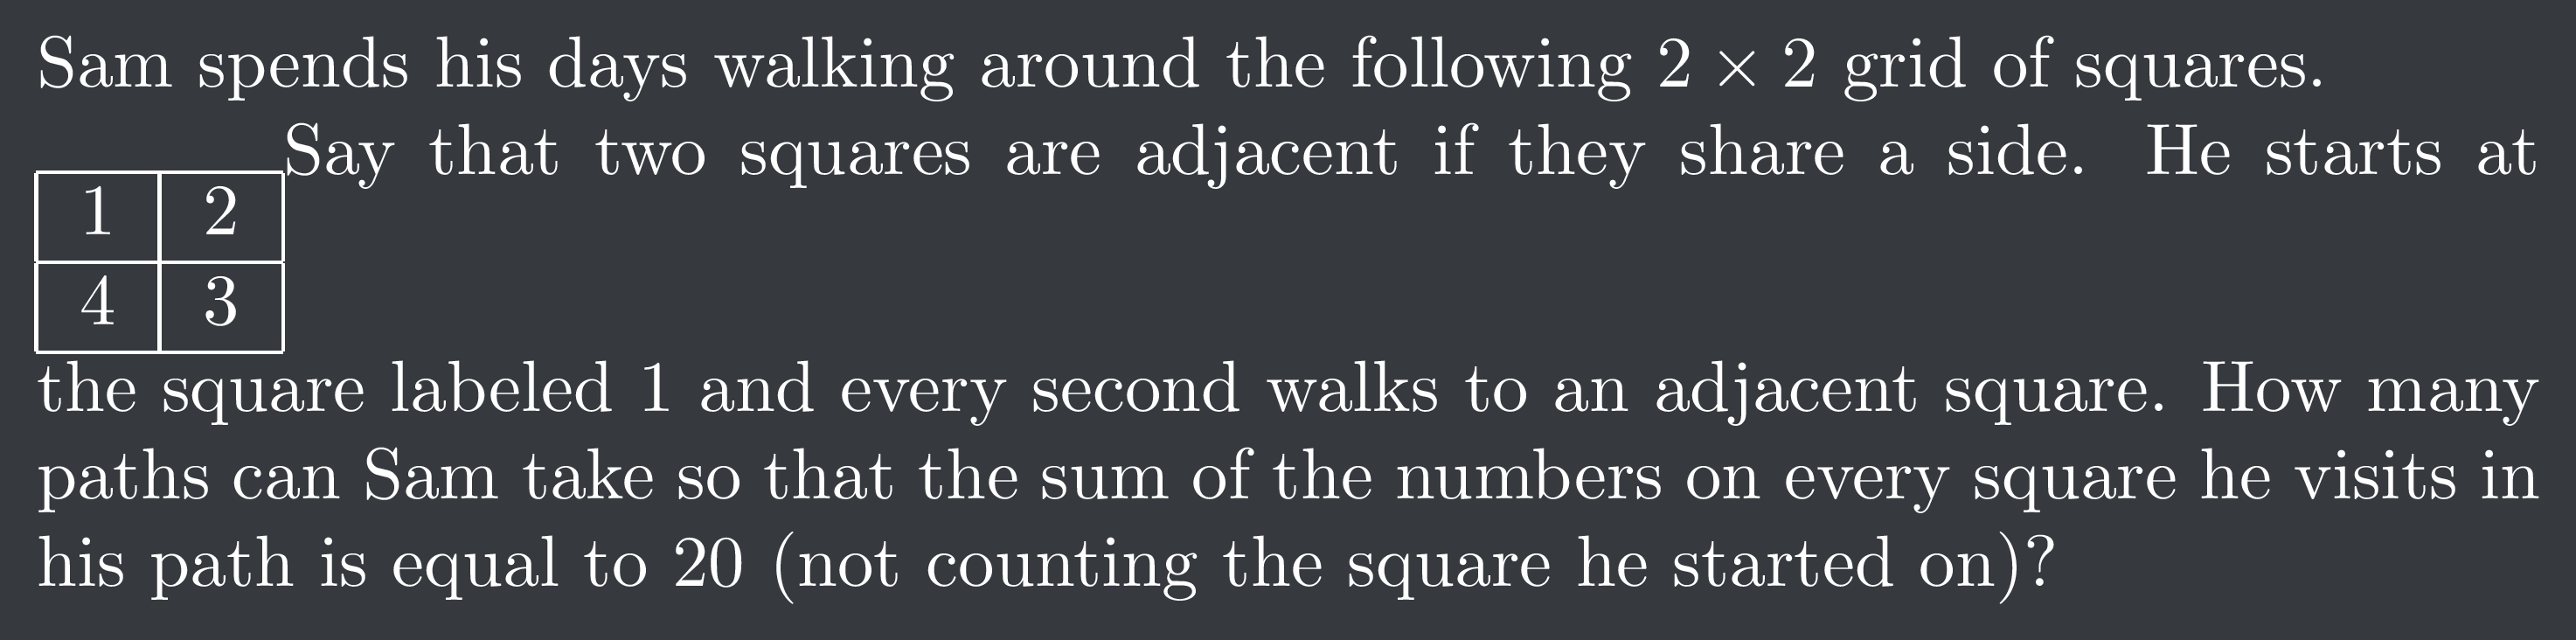 Sam spends his days walking around the following 2 × 2 grid of squares.
Say that two squares are adjacent if they share a side. He starts at
1 2
4 3
the square labeled 1 and every second walks to an adjacent square. How many
paths can Sam take so that the sum of the numbers on every square he visits in
his path is equal to 20 (not counting the square he started on)?